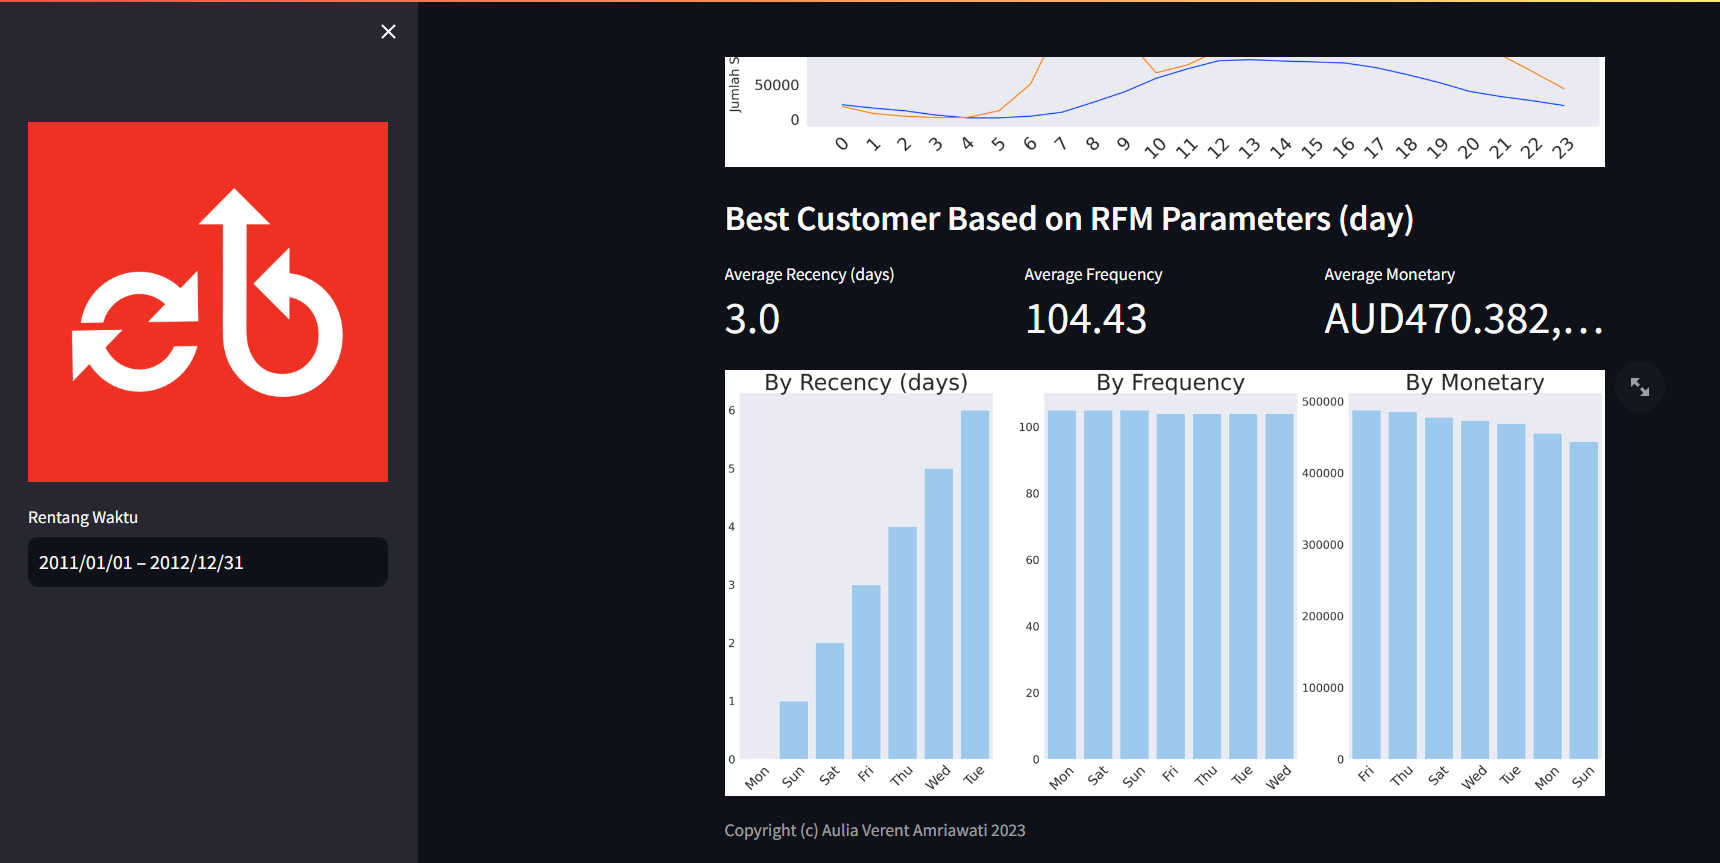 Rentang Waktu
2011/01/01 – 2012/12/31
Jumlah S
50000
0
0 1 2 3 4 5 6 7 8 9 10 11 12 13 14 15 16 17 18 19 20 21 22 23
Best Customer Based on RFM Parameters (day)
Average Recency (days)
3.0
Average Frequency
104.43
Average Monetary
AUD470.382,...
By Recency (days)
6
5
4
3
2
1
0
Mon Sun Sat Fri Thu Wed Tue
By Frequency
100
80
60
40
20
0
Mon Sat Sun Fri Thu Tue Wed
By Monetary
500000
400000
300000
200000
100000
0
Fri Thu Sat Wed Tue Mon Sun
Copyright (c) Aulia Verent Amriawati 2023